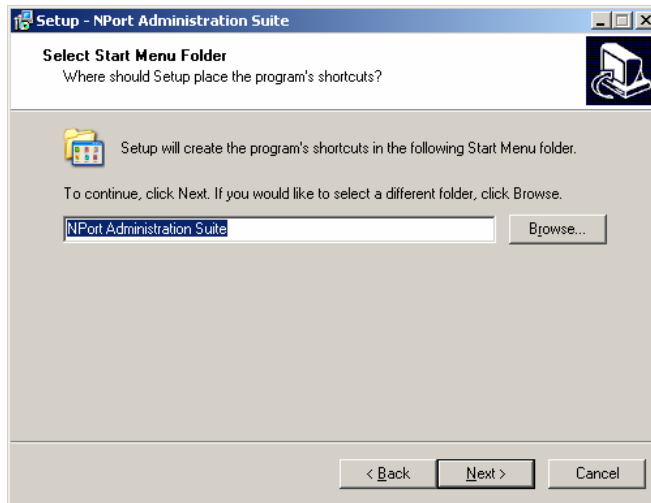 Setup - NPort Administration Suite
Select Start Menu Folder
Where should Setup place the program's shortcuts?
Setup will create the program's shortcuts in the following Start Menu folder.
To continue, click Next. If you would like to select a different folder, click Browse.
NPort Administration Suite
Browse...
< Back
Next >
Cancel